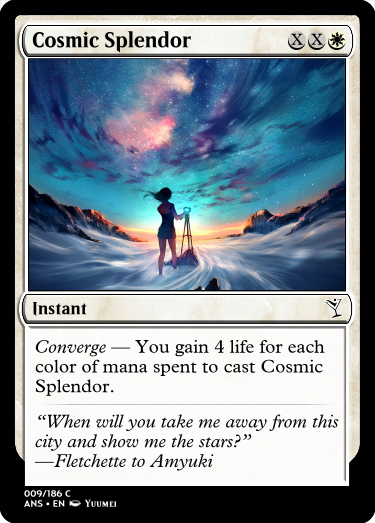 Cosmic Splendor XX
Instant
Converge — You gain 4 life for each
color of mana spent to cast Cosmic
Splendor.
“When will you take me away from this
city and show me the stars?”
—Fletchette to Amyuki
009/186 C
ANS • EN Yuumei